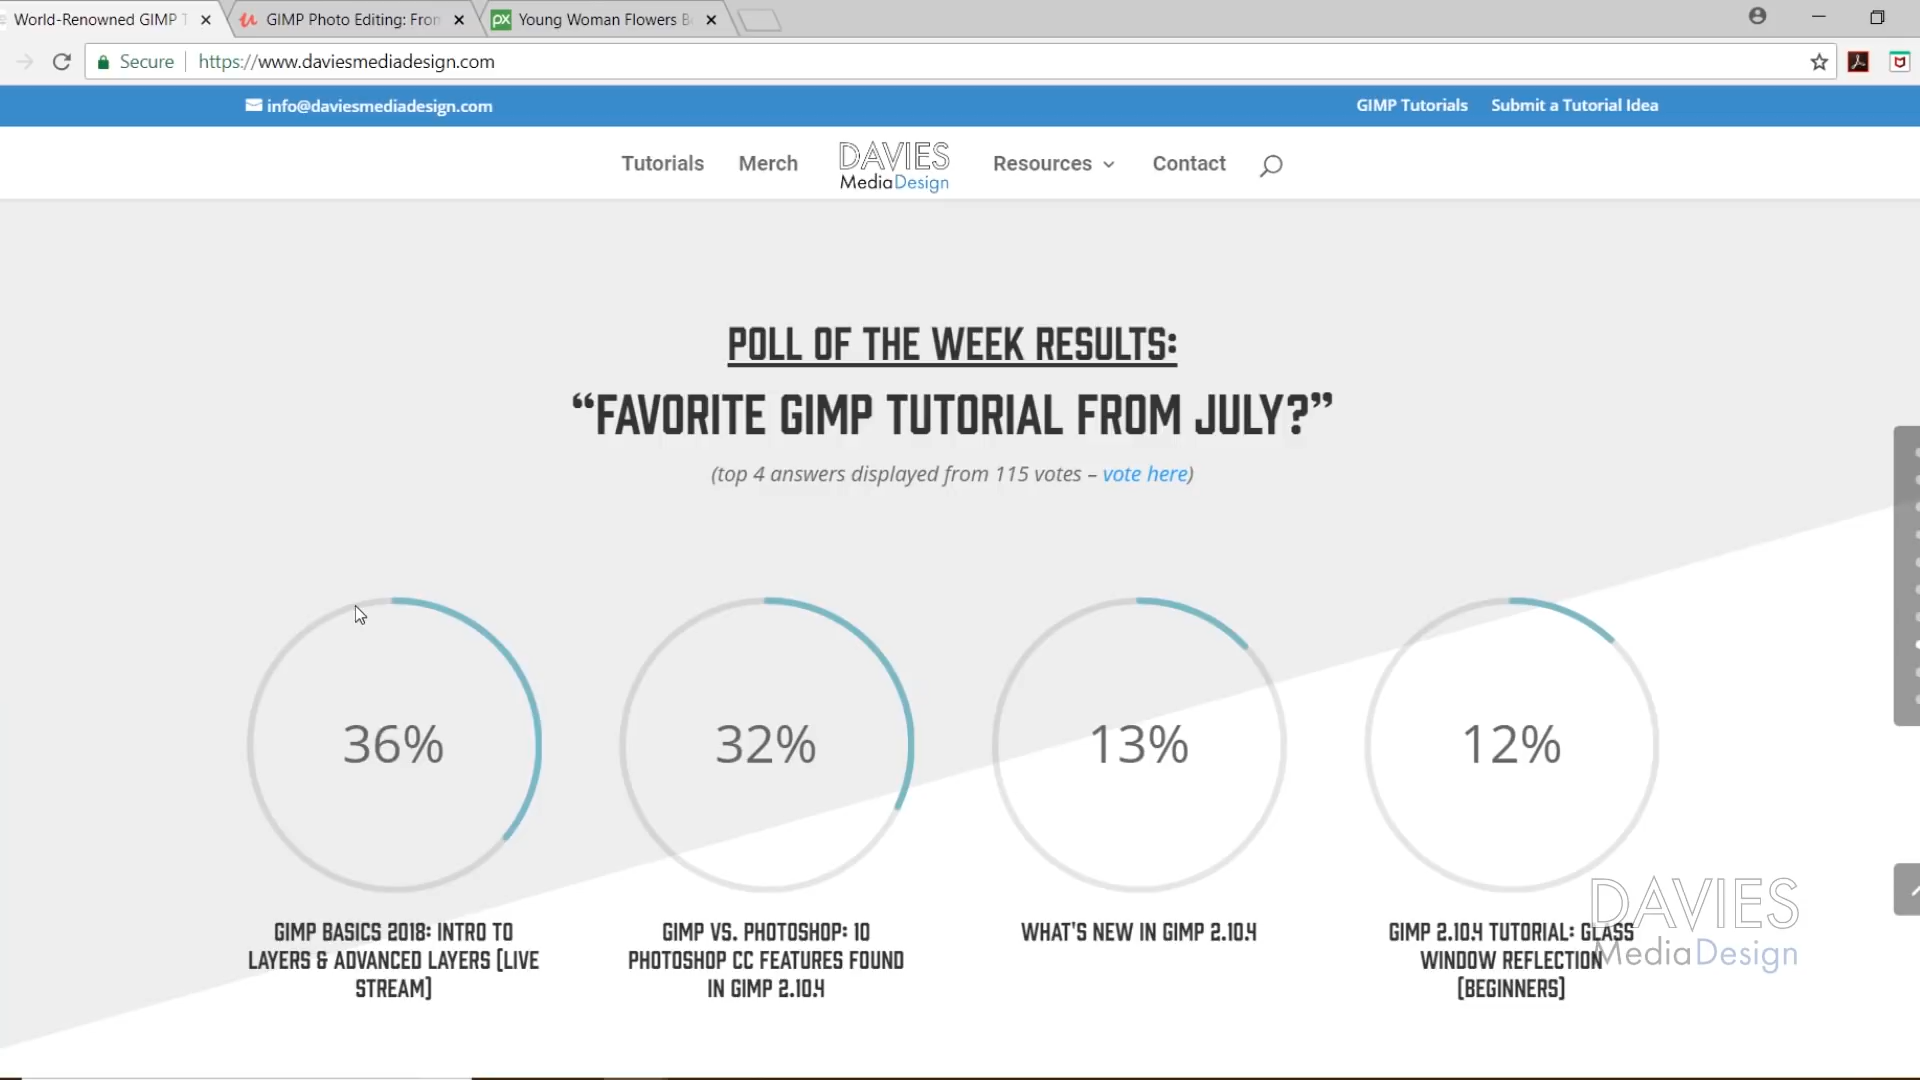 World-Renowned GIMP T
GIMP Photo Editing: Fron
px Young Woman Flowers B
Secure https://www.daviesmediadesign.com
info@daviesmediadesign.com
GIMP Tutorials Submit a Tutorial Idea
Tutorials Merch DAVIES MediaDesign Resources Contact
POLL OF THE WEEK RESULTS:
“FAVORITE GIMP TUTORIAL FROM JULY?”
(top 4 answers displayed from 115 votes – vote here)
36%
32%
13%
12%
GIMP BASICS 2018: INTRO TO
LAYERS & ADVANCED LAYERS [LIVE
STREAM]
GIMP VS. PHOTOSHOP: 10
PHOTOSHOP CC FEATURES FOUND
IN GIMP 2.10.4
WHAT'S NEW IN GIMP 2.10.4
GIMP 2.10.4 TUTORIAL: GLASS
WINDOW REFLECTION
[BEGINNERS]
DAVIES
MediaDesign